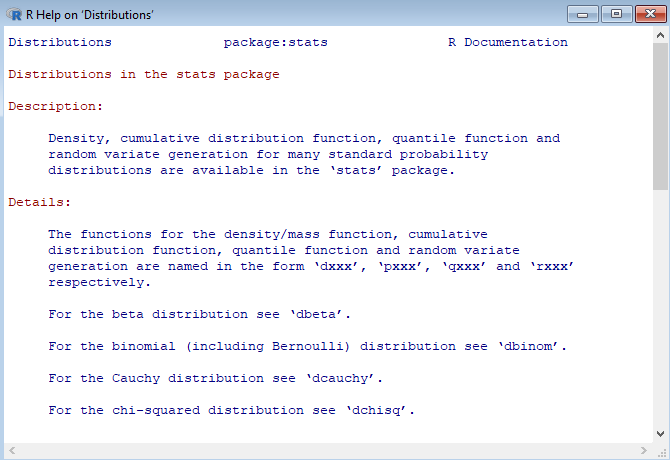 R Help on ‘Distributions’
Distributions package:stats R Documentation
Distributions in the stats package
Description:
Density, cumulative distribution function, quantile function and
random variate generation for many standard probability
distributions are available in the ‘stats’ package.
Details:
The functions for the density/mass function, cumulative
distribution function, quantile function and random variate
generation are named in the form ‘dxxx’, ‘pxxx’, ‘qxxx’ and ‘rxxx’
respectively.
For the beta distribution see ‘dbeta’.
For the binomial (including Bernoulli) distribution see ‘dbinom’.
For the Cauchy distribution see ‘dcauchy’.
For the chi-squared distribution see ‘dchisq’.